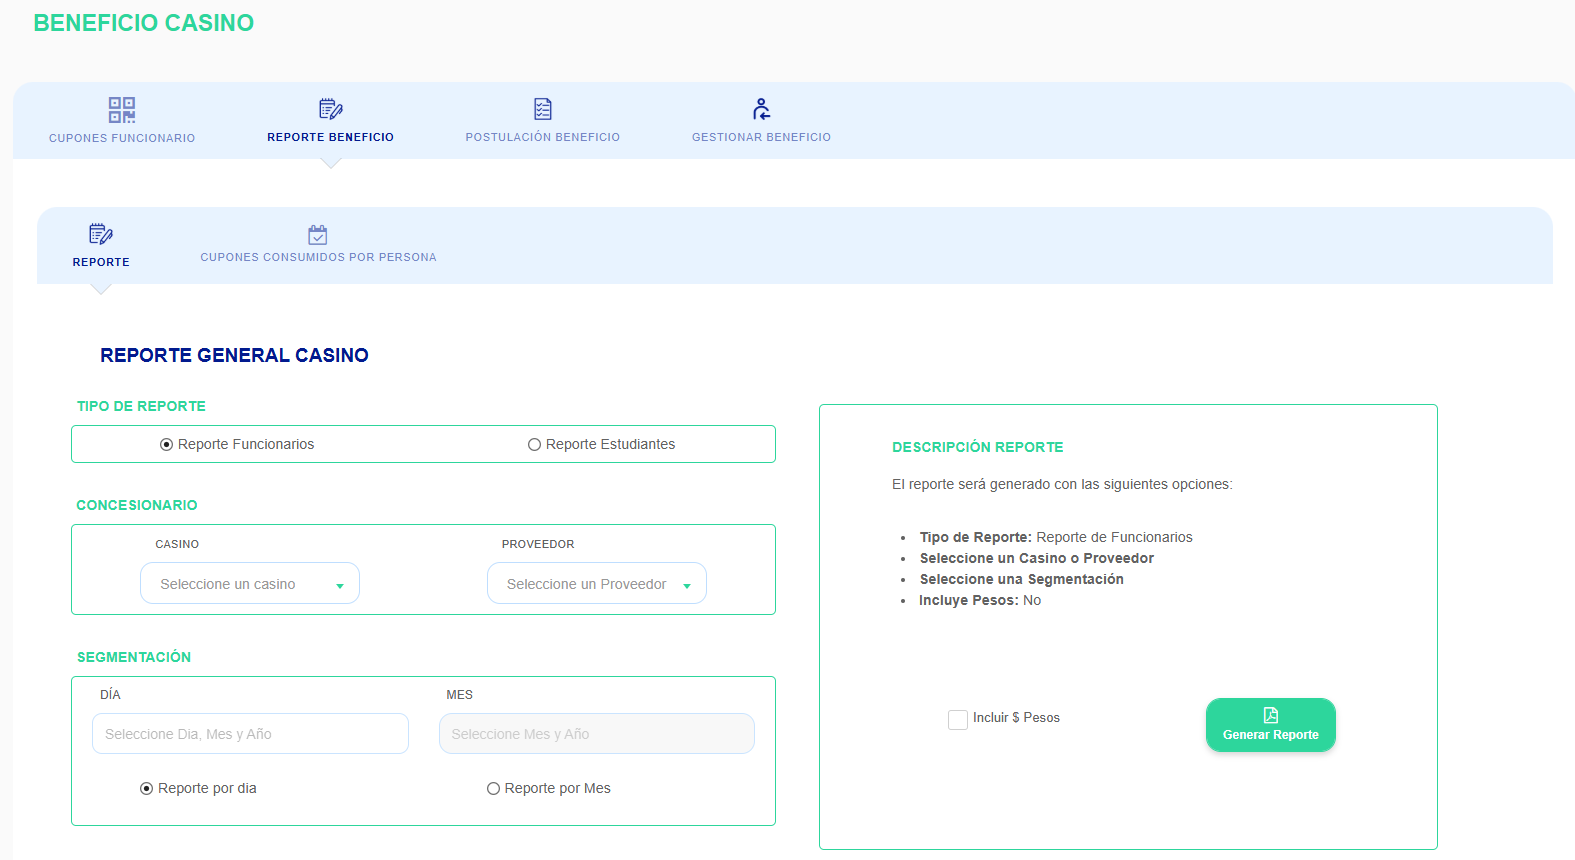 BENEFICIO CASINO
CUPONES FUNCIONARIO
REPORTE BENEFICIO
POSTULACIÓN BENEFICIO
GESTIONAR BENEFICIO
REPORTE
CUPONES CONSUMIDOS POR PERSONA
REPORTE GENERAL CASINO
TIPO DE REPORTE
Reporte Funcionarios
Reporte Estudiantes
CONCESIONARIO
CASINO
PROVEEDOR
Seleccione un casino
Seleccione un Proveedor
SEGMENTACIÓN
DÍA
MES
Seleccione Dia, Mes y Año
Seleccione Mes y Año
Reporte por dia
Reporte por Mes
DESCRIPCIÓN REPORTE
El reporte será generado con las siguientes opciones:
Tipo de Reporte: Reporte de Funcionarios
Seleccione un Casino o Proveedor
Seleccione una Segmentación
Incluye Pesos: No
Incluir $ Pesos
Generar Reporte